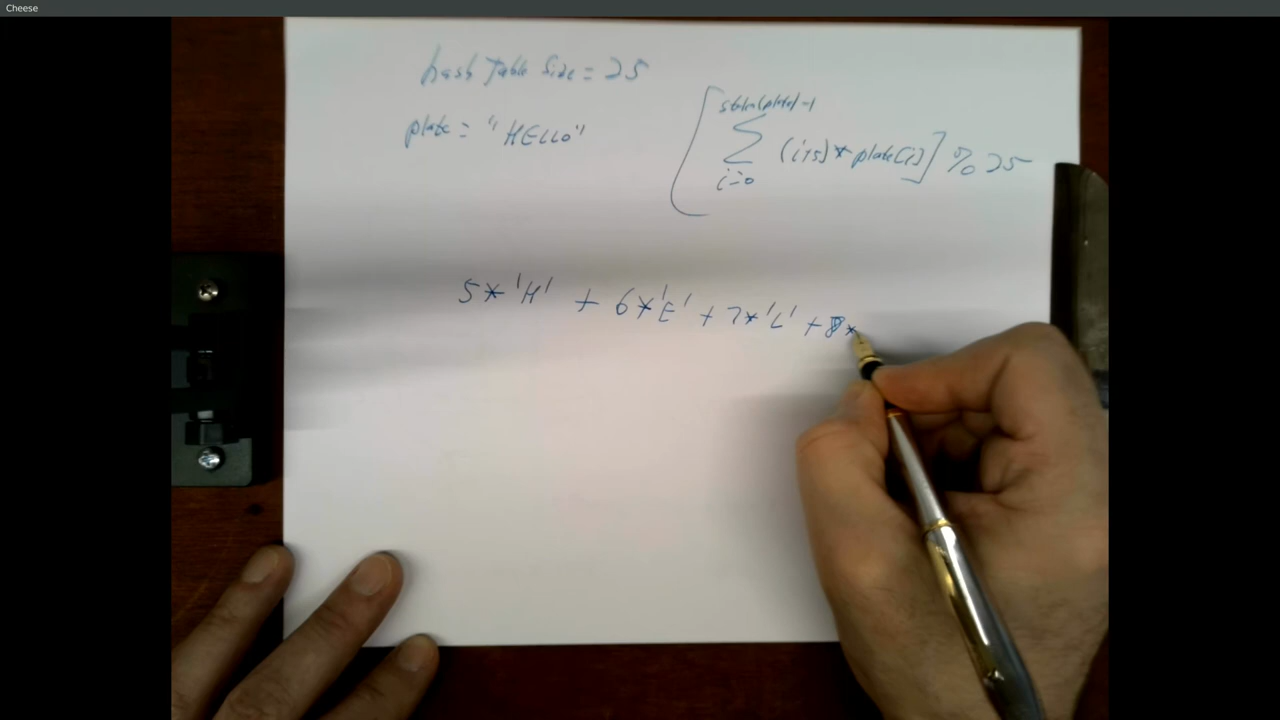 Cheese
hash Table Size = 25
plate = "HELLO"
strlen(plate)-1
[ ∑ (i+5)*plate[i] ] % 25
i=0
5*'H' + 6*'E' + 7*'L' + 8*